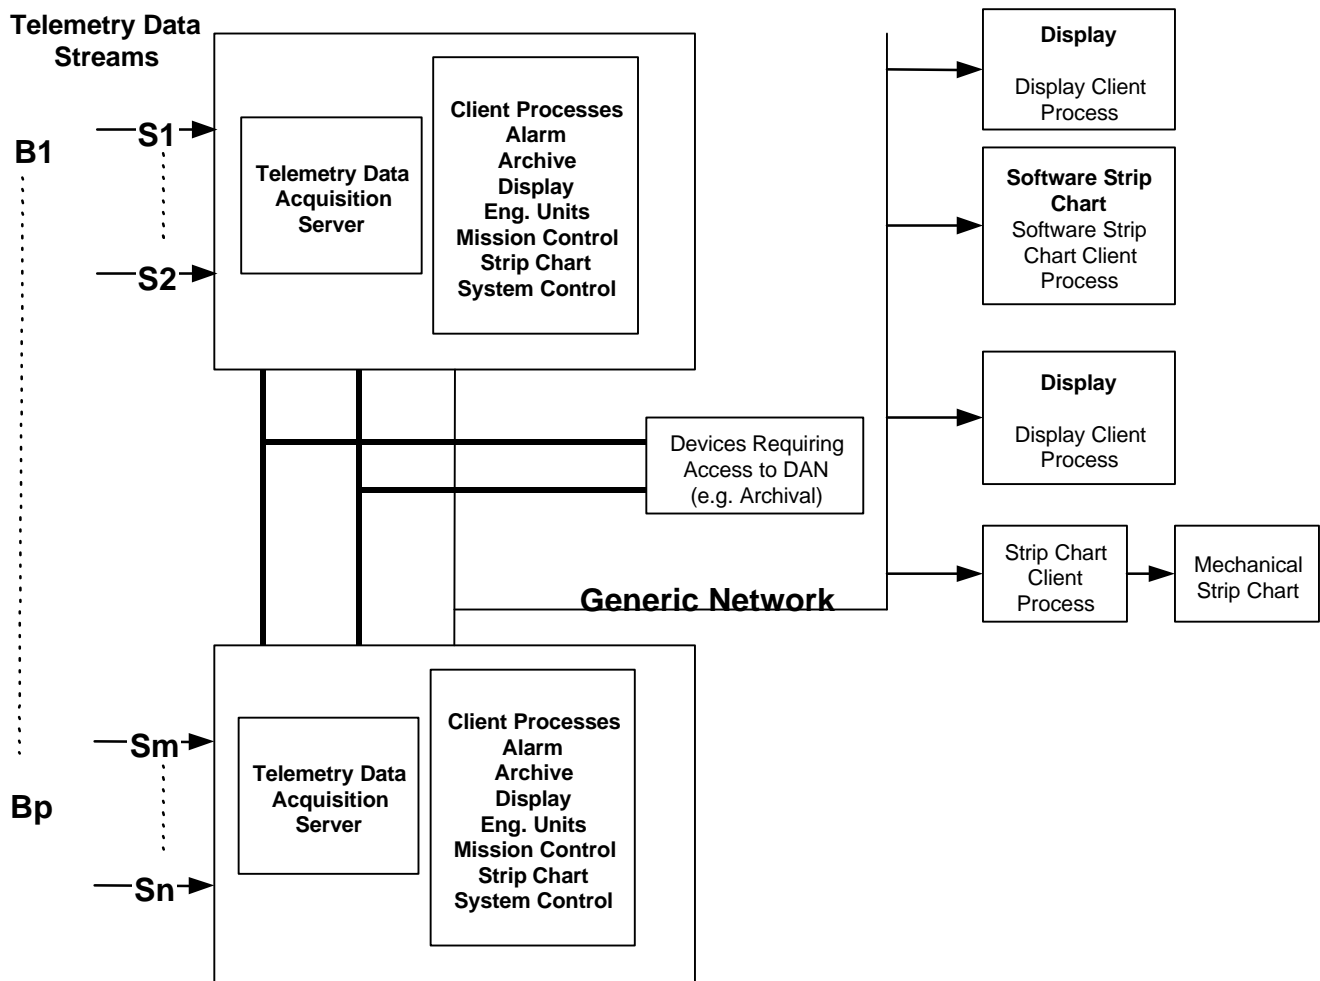 Telemetry Data
Streams
B1
S1
S2
Telemetry Data
Acquisition
Server
Client Processes
Alarm
Archive
Display
Eng. Units
Mission Control
Strip Chart
System Control
Display
Display Client
Process
Software Strip
Chart
Software Strip
Chart Client
Process
Devices Requiring
Access to DAN
(e.g. Archival)
Display
Display Client
Process
Generic Network
Strip Chart
Client
Process
Mechanical
Strip Chart
Bp
Sm
Sn
Telemetry Data
Acquisition
Server
Client Processes
Alarm
Archive
Display
Eng. Units
Mission Control
Strip Chart
System Control